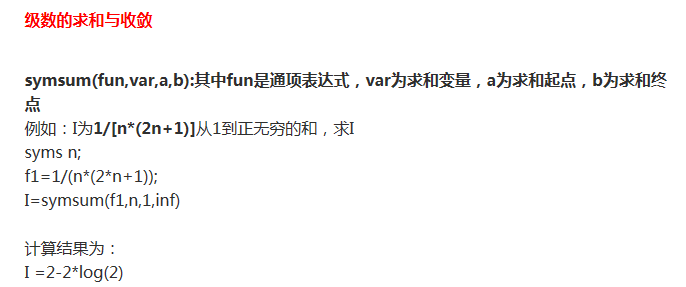 级数的求和与收敛
symsum(fun,var,a,b):其中fun是通项表达式，var为求和变量，a为求和起点，b为求和终
点
例如：I为1/[n*(2n+1)]从1到正无穷的和，求I
syms n;
f1=1/(n*(2*n+1));
I=symsum(f1,n,1,inf)
计算结果为：
I =2-2*log(2)